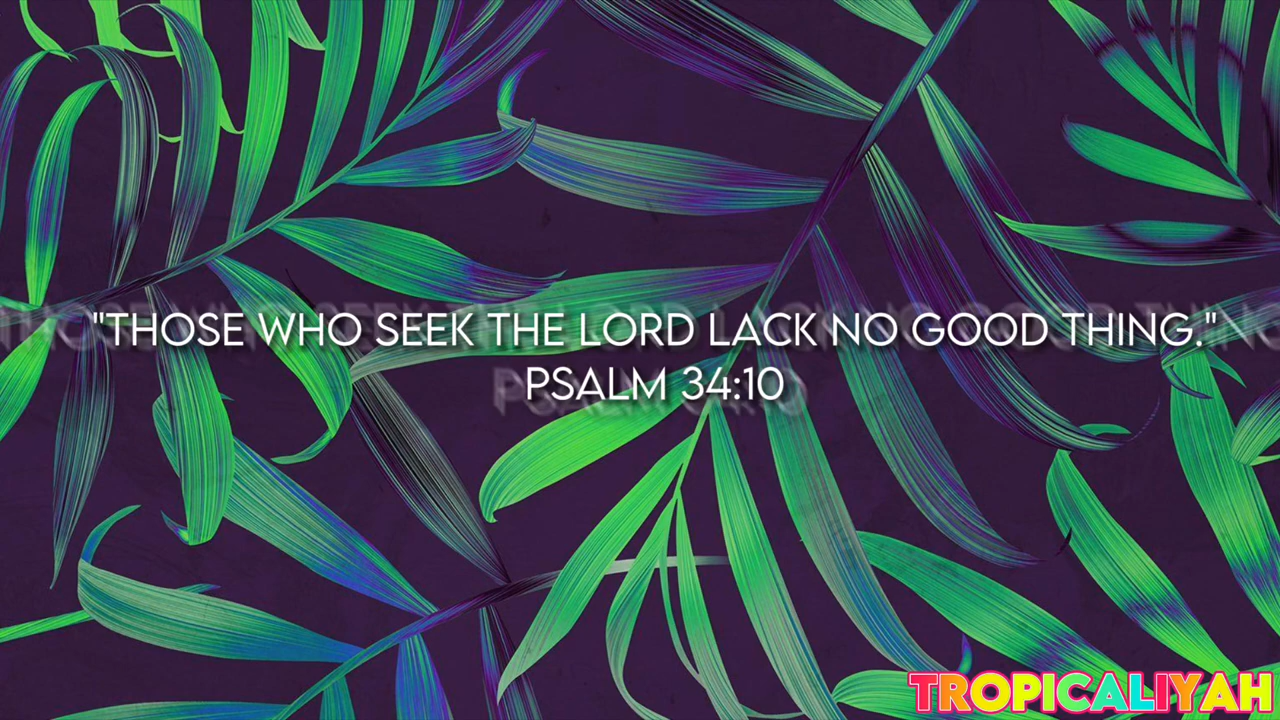 "THOSE WHO SEEK THE LORD LACK NO GOOD THING."
PSALM 34:10
TROPICALIYAH